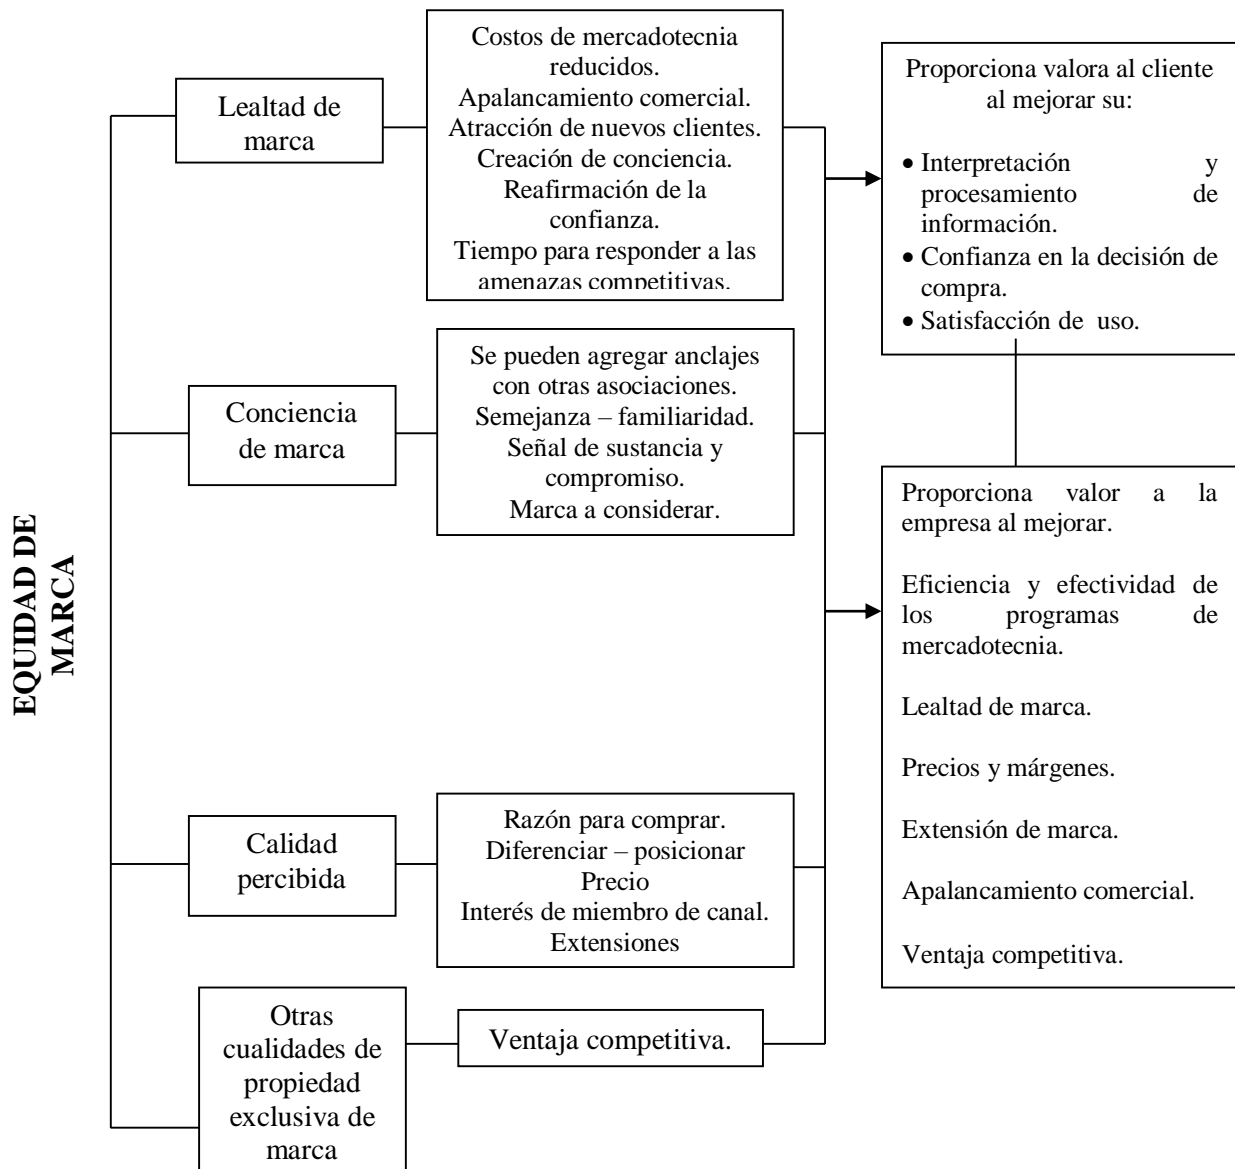 EQUIDAD DE
MARCA
Lealtad de
marca
Costos de mercadotecnia
reducidos.
Apalancamiento comercial.
Atracción de nuevos clientes.
Creación de conciencia.
Reafirmación de la
confianza.
Tiempo para responder a las
amenazas competitivas.
Conciencia
de marca
Se pueden agregar anclajes
con otras asociaciones.
Semejanza – familiaridad.
Señal de sustancia y
compromiso.
Marca a considerar.
Calidad
percibida
Razón para comprar.
Diferenciar – posicionar
Precio
Interés de miembro de canal.
Extensiones
Otras
cualidades de
propiedad
exclusiva de
marca
Ventaja competitiva.
Proporciona valora al cliente
al mejorar su:
• Interpretación y
procesamiento de
información.
• Confianza en la decisión de
compra.
• Satisfacción de uso.
Proporciona valor a la
empresa al mejorar.
Eficiencia y efectividad de
los programas de
mercadotecnia.
Lealtad de marca.
Precios y márgenes.
Extensión de marca.
Apalancamiento comercial.
Ventaja competitiva.